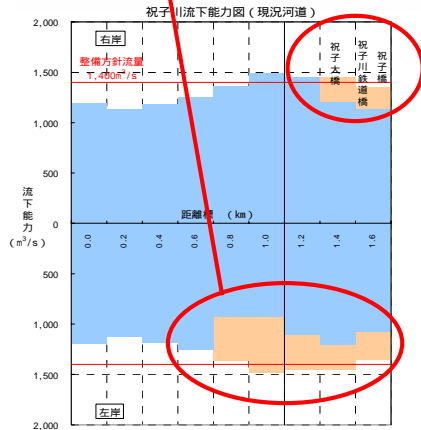 祝子川流下能力図(現況河道)
2,000
右岸
祝子大橋
祝子川鉄道橋
祝子橋
整備方針流量
1,400m³/s
1,500
1,000
500
流下能力
(m³/s)
0
距離標 (km)
0.0 0.2 0.4 0.6 0.8 1.0 1.2 1.4 1.6
500
1,000
1,500
左岸
2,000